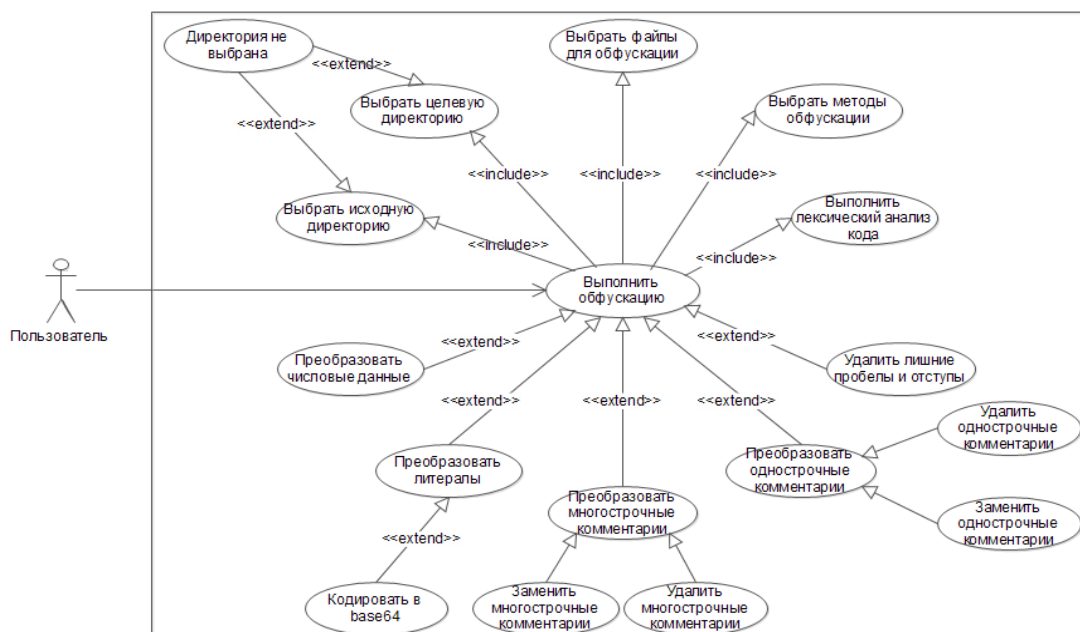 Директория не
выбрана
Выбрать файлы
для обфускации
<<extend>>
Выбрать целевую
директорию
Выбрать методы
обфускации
<<extend>>
<<include>>
<<include>>
<<include>>
Выбрать исходную
директорию
Выполнить
лексический анализ
кода
<<include>>
<<include>>
Выполнить
обфускацию
Пользователь
<<extend>>
<<extend>>
Преобразовать
числовые данные
Удалить лишние
пробелы и отступы
<<extend>>
<<extend>>
<<extend>>
Удалить
однострочные
комментарии
Преобразовать
литералы
Преобразовать
однострочные
комментарии
Преобразовать
многострочные
комментарии
Заменить
однострочные
комментарии
<<extend>>
Кодировать в
base64
Заменить
многострочные
комментарии
Удалить
многострочные
комментарии